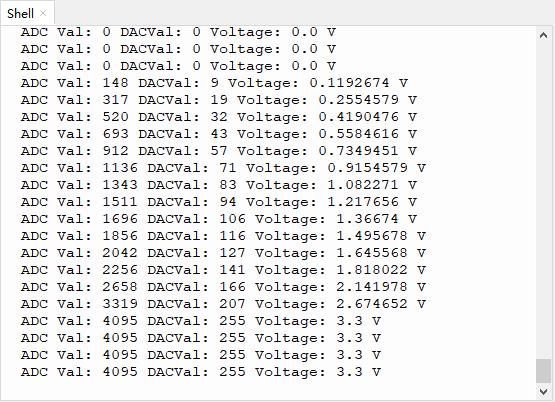 Shell ×
ADC Val: 0 DACVal: 0 Voltage: 0.0 V
ADC Val: 0 DACVal: 0 Voltage: 0.0 V
ADC Val: 0 DACVal: 0 Voltage: 0.0 V
ADC Val: 148 DACVal: 9 Voltage: 0.1192674 V
ADC Val: 317 DACVal: 19 Voltage: 0.2554579 V
ADC Val: 520 DACVal: 32 Voltage: 0.4190476 V
ADC Val: 693 DACVal: 43 Voltage: 0.5584616 V
ADC Val: 912 DACVal: 57 Voltage: 0.7349451 V
ADC Val: 1136 DACVal: 71 Voltage: 0.9154579 V
ADC Val: 1343 DACVal: 83 Voltage: 1.082271 V
ADC Val: 1511 DACVal: 94 Voltage: 1.217656 V
ADC Val: 1696 DACVal: 106 Voltage: 1.36674 V
ADC Val: 1856 DACVal: 116 Voltage: 1.495678 V
ADC Val: 2042 DACVal: 127 Voltage: 1.645568 V
ADC Val: 2256 DACVal: 141 Voltage: 1.818022 V
ADC Val: 2658 DACVal: 166 Voltage: 2.141978 V
ADC Val: 3319 DACVal: 207 Voltage: 2.674652 V
ADC Val: 4095 DACVal: 255 Voltage: 3.3 V
ADC Val: 4095 DACVal: 255 Voltage: 3.3 V
ADC Val: 4095 DACVal: 255 Voltage: 3.3 V
ADC Val: 4095 DACVal: 255 Voltage: 3.3 V